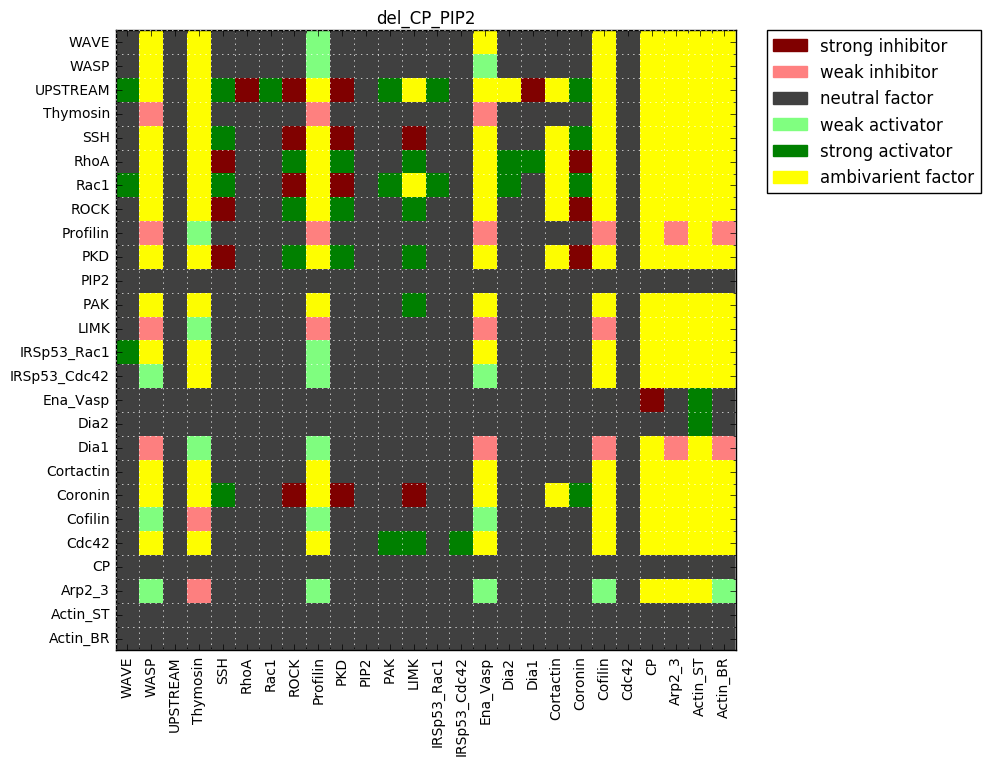 del_CP_PIP2
WAVE
WASP
UPSTREAM
Thymosin
SSH
RhoA
Rac1
ROCK
Profilin
PKD
PIP2
PAK
LIMK
IRSp53_Rac1
IRSp53_Cdc42
Ena_Vasp
Dia2
Dia1
Cortactin
Coronin
Cofilin
Cdc42
CP
Arp2_3
Actin_ST
Actin_BR
WAVE
WASP
UPSTREAM
Thymosin
SSH
RhoA
Rac1
ROCK
Profilin
PKD
PIP2
PAK
LIMK
IRSp53_Rac1
IRSp53_Cdc42
Ena_Vasp
Dia2
Dia1
Cortactin
Coronin
Cofilin
Cdc42
CP
Arp2_3
Actin_ST
Actin_BR
strong inhibitor
weak inhibitor
neutral factor
weak activator
strong activator
ambivarient factor